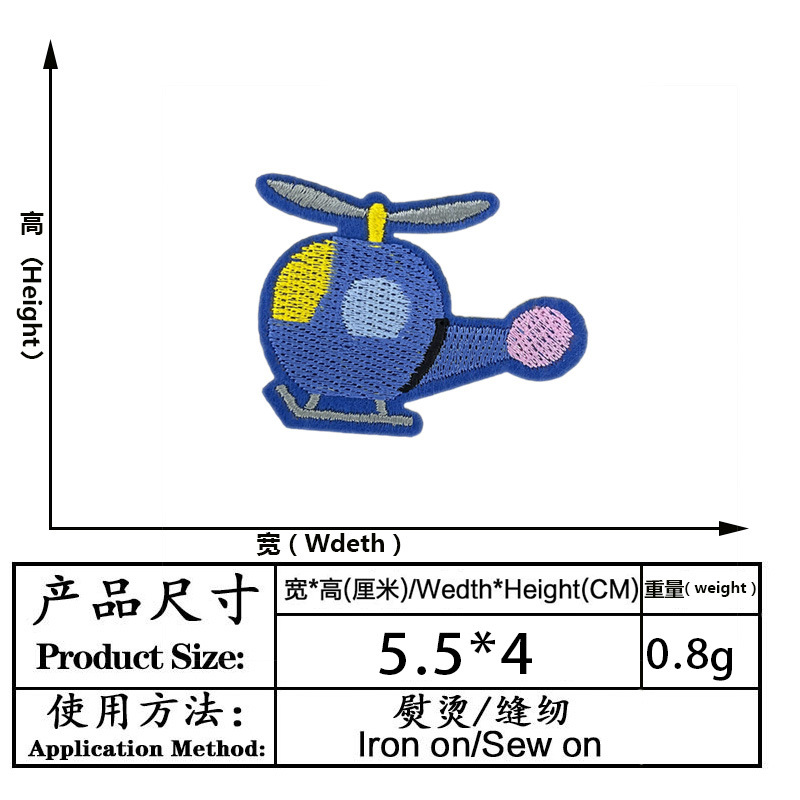 高（Height）
宽（Wdeth）
产品尺寸
Product Size:
宽*高(厘米)/Wedth*Height(CM)
重量( weight )
5.5*4
0.8g
使用方法:
Application Method:
熨烫/缝纫
Iron on/Sew on